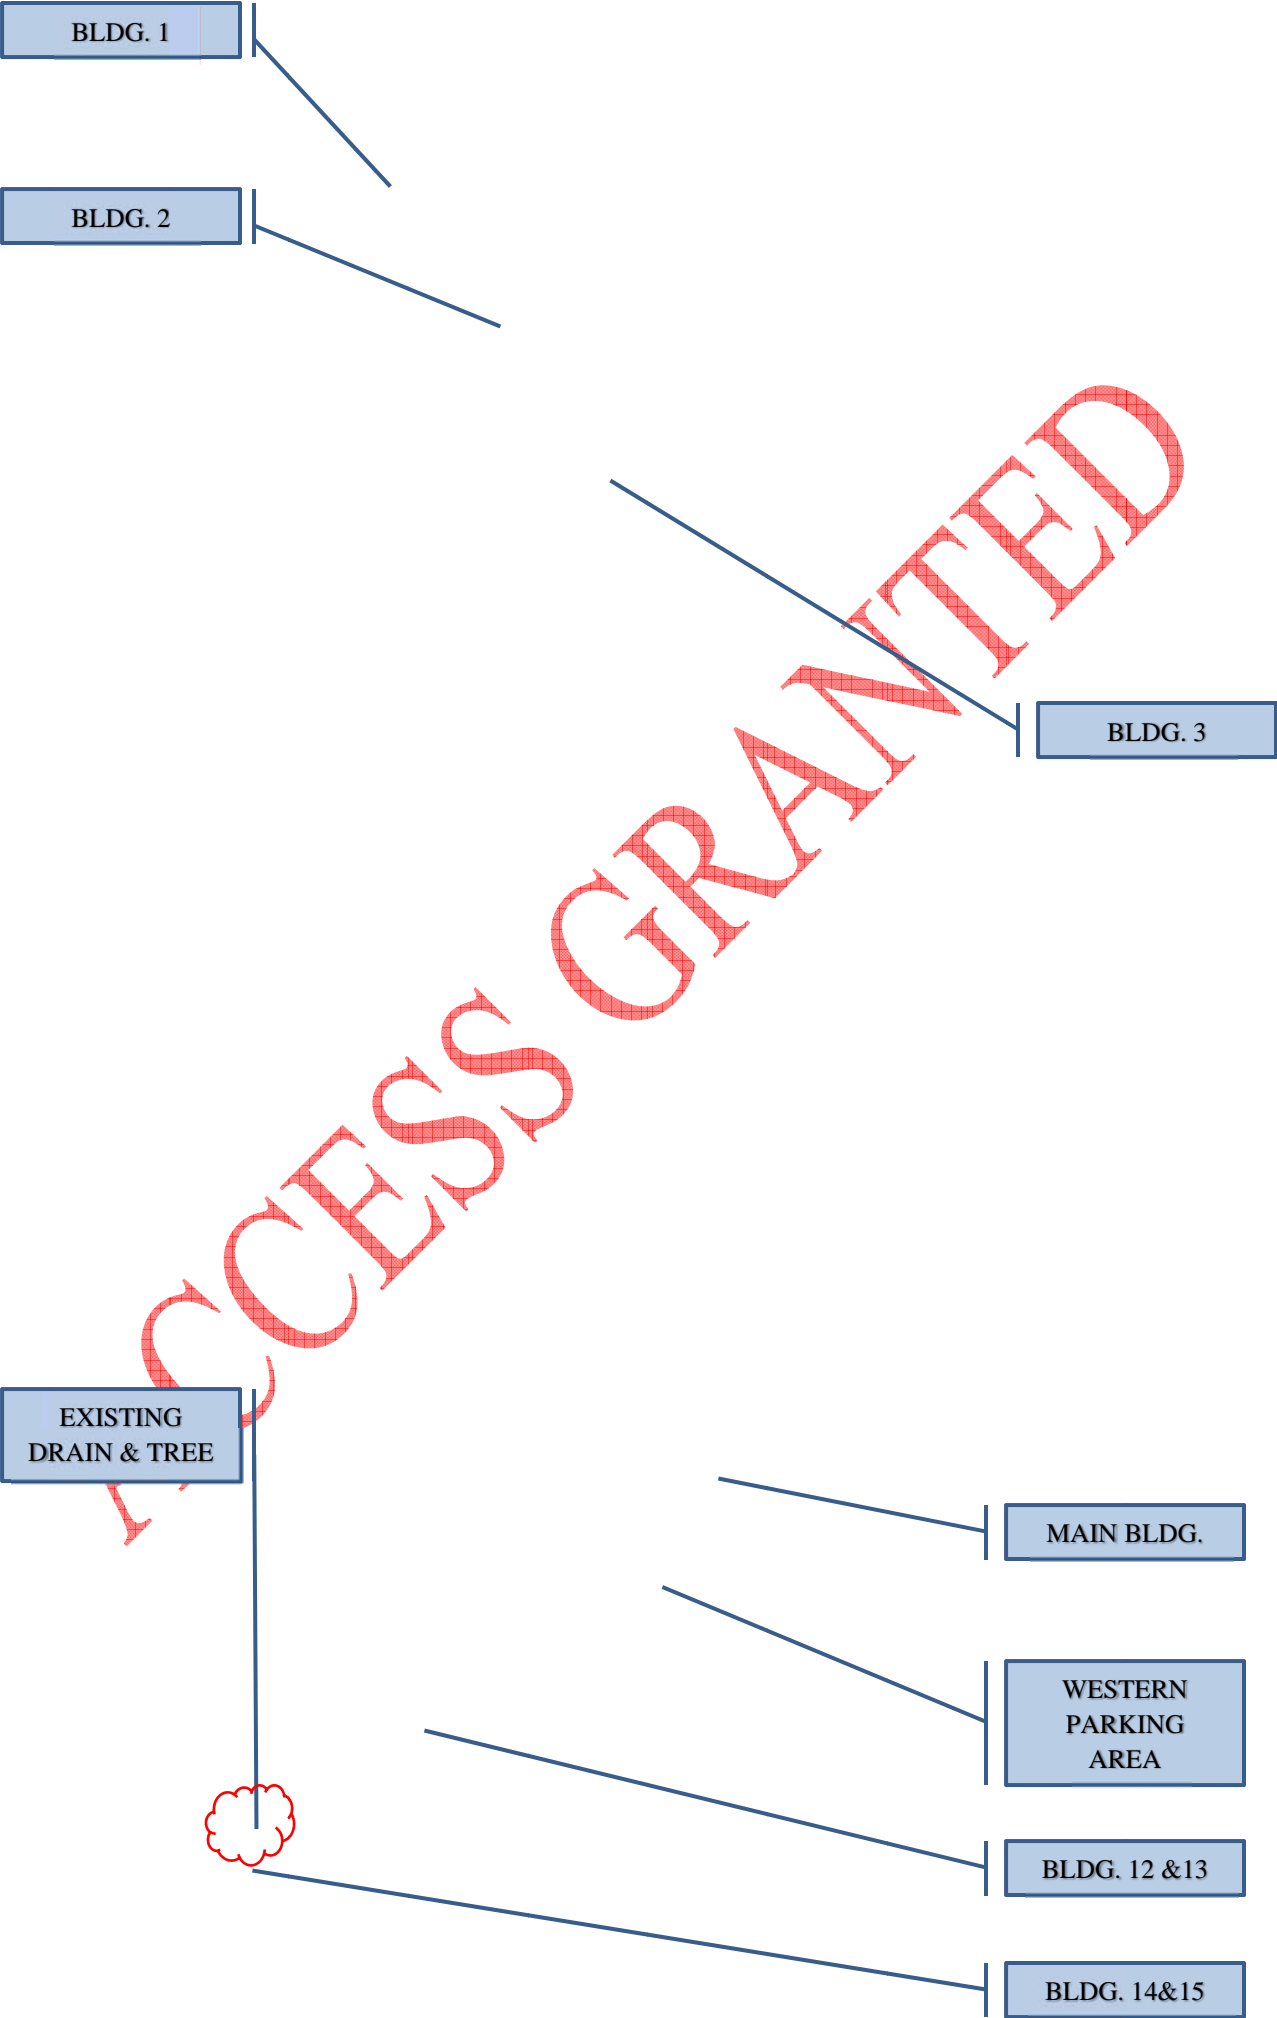 BLDG. 1
BLDG. 2
ACCESS GRANTED
BLDG. 3
EXISTING
DRAIN & TREE
MAIN BLDG.
WESTERN
PARKING
AREA
BLDG. 12 &13
BLDG. 14&15